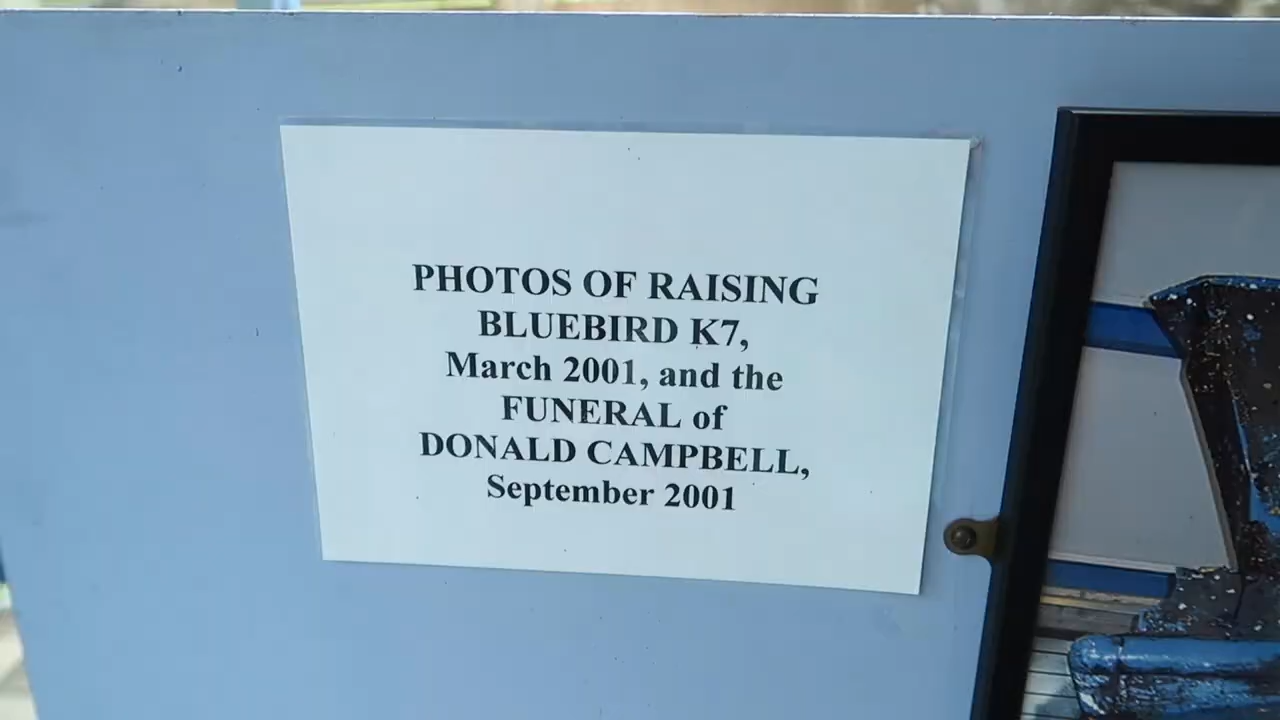 PHOTOS OF RAISING
BLUEBIRD K7,
March 2001, and the
FUNERAL of
DONALD CAMPBELL,
September 2001